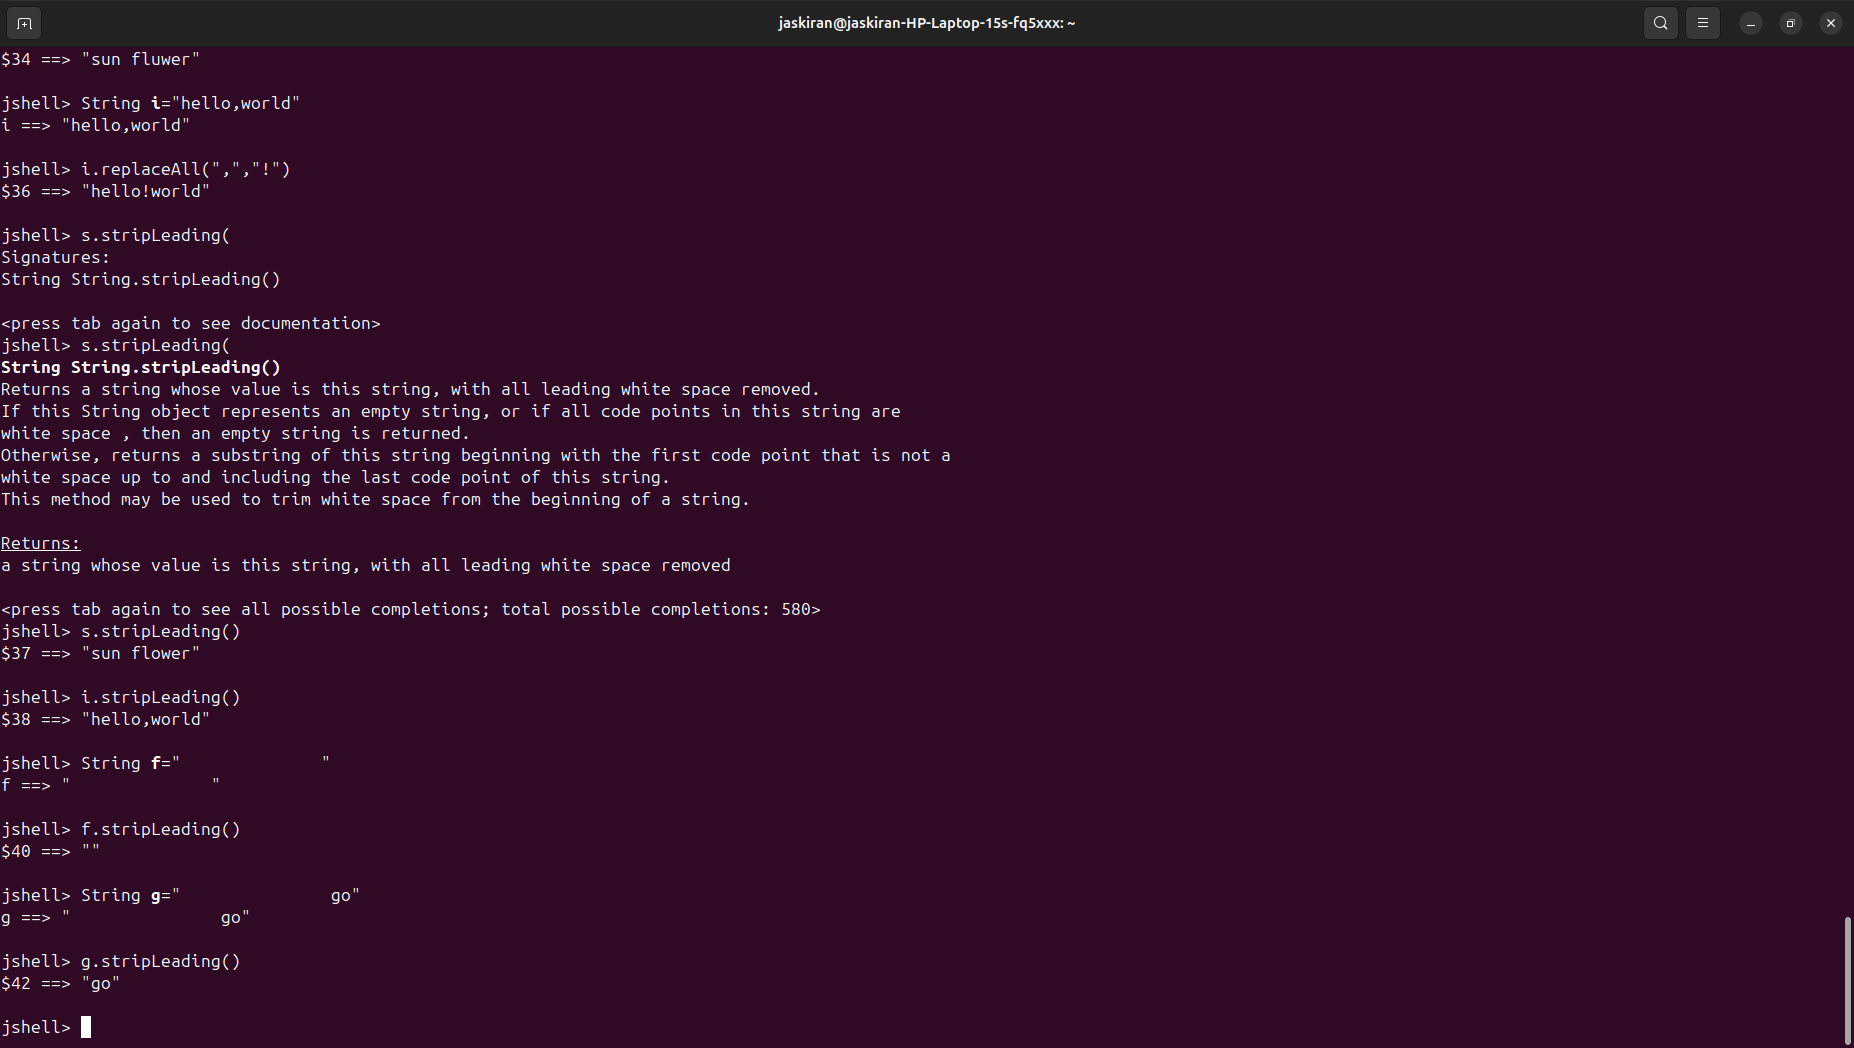 jaskiran@jaskiran-HP-Laptop-15s-fq5xxx: ~
$34 ==> "sun fluwer"
jshell> String i="hello,world"
i ==> "hello,world"
jshell> i.replaceAll(",","!")
$36 ==> "hello!world"
jshell> s.stripLeading(
Signatures:
String String.stripLeading()
<press tab again to see documentation>
jshell> s.stripLeading(
String String.stripLeading()
Returns a string whose value is this string, with all leading white space removed.
If this String object represents an empty string, or if all code points in this string are
white space , then an empty string is returned.
Otherwise, returns a substring of this string beginning with the first code point that is not a
white space up to and including the last code point of this string.
This method may be used to trim white space from the beginning of a string.
Returns:
a string whose value is this string, with all leading white space removed
<press tab again to see all possible completions; total possible completions: 580>
jshell> s.stripLeading()
$37 ==> "sun flower"
jshell> i.stripLeading()
$38 ==> "hello,world"
jshell> String f="              "
f ==> "              "
jshell> f.stripLeading()
$40 ==> ""
jshell> String g="               go"
g ==> "               go"
jshell> g.stripLeading()
$42 ==> "go"
jshell>